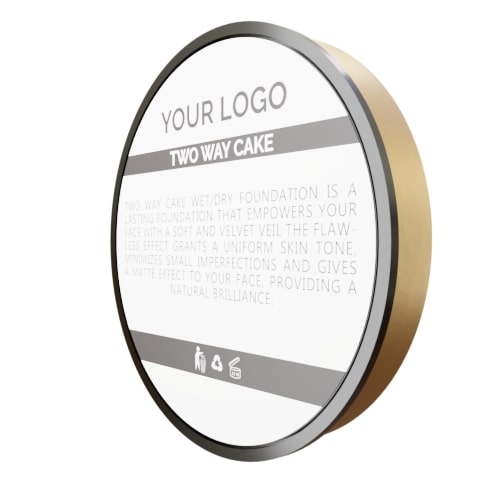 YOUR LOGO
TWO WAY CAKE
TWO WAY CAKE WET/DRY FOUNDATION IS A
LASTING FOUNDATION THAT EMPOWERS YOUR
FACE WITH A SOFT AND VELVET VEIL THE FLAW-
LESS EFFECT GRANTS A UNIFORM SKIN TONE,
MINIMIZES SMALL IMPERFECTIONS AND GIVES
A MATTE EFFECT TO YOUR FACE, PROVIDING A
NATURAL BRILLIANCE.